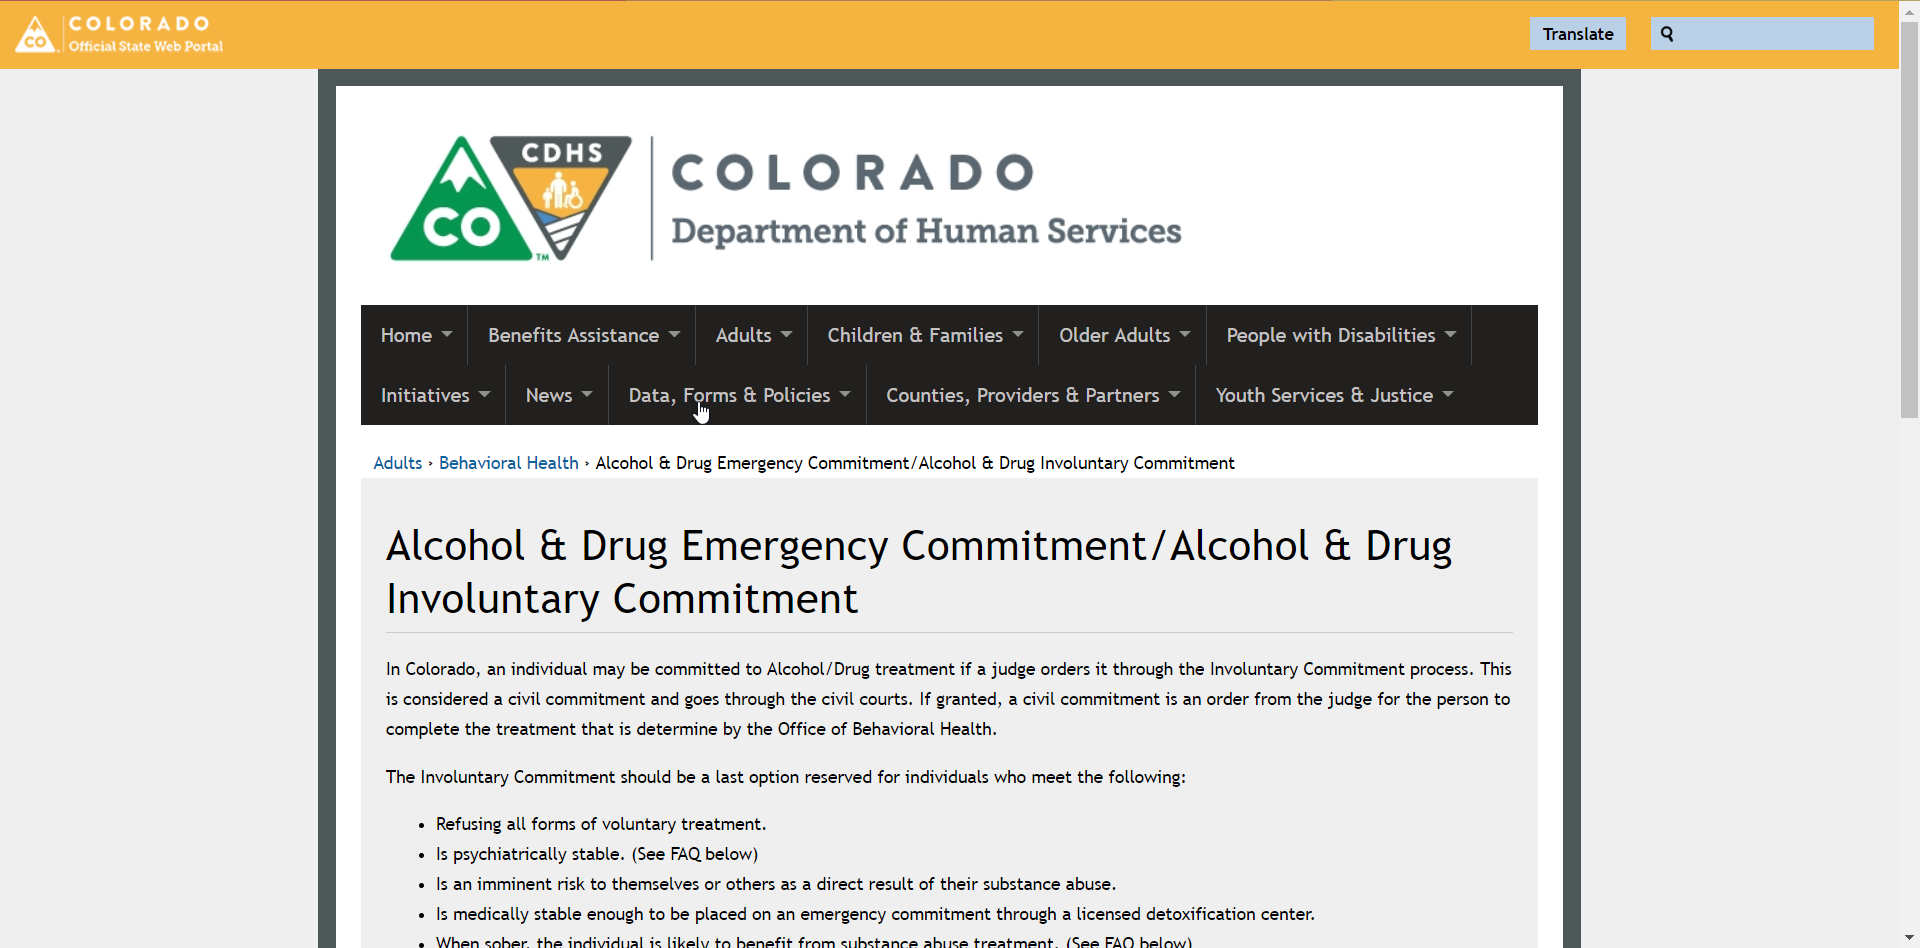 COLORADO
CO
Official State Web Portal
Translate
CDHS
CO
TM
COLORADO
Department of Human Services
Home Benefits Assistance Adults Children & Families Older Adults People with Disabilities
Initiatives News Data, Forms & Policies Counties, Providers & Partners Youth Services & Justice
Adults › Behavioral Health › Alcohol & Drug Emergency Commitment/Alcohol & Drug Involuntary Commitment
Alcohol & Drug Emergency Commitment/Alcohol & Drug
Involuntary Commitment
In Colorado, an individual may be committed to Alcohol/Drug treatment if a judge orders it through the Involuntary Commitment process. This
is considered a civil commitment and goes through the civil courts. If granted, a civil commitment is an order from the judge for the person to
complete the treatment that is determine by the Office of Behavioral Health.
The Involuntary Commitment should be a last option reserved for individuals who meet the following:
• Refusing all forms of voluntary treatment.
• Is psychiatrically stable. (See FAQ below)
• Is an imminent risk to themselves or others as a direct result of their substance abuse.
• Is medically stable enough to be placed on an emergency commitment through a licensed detoxification center.
• When sober, the individual is likely to benefit from substance abuse treatment. (See FAQ below)